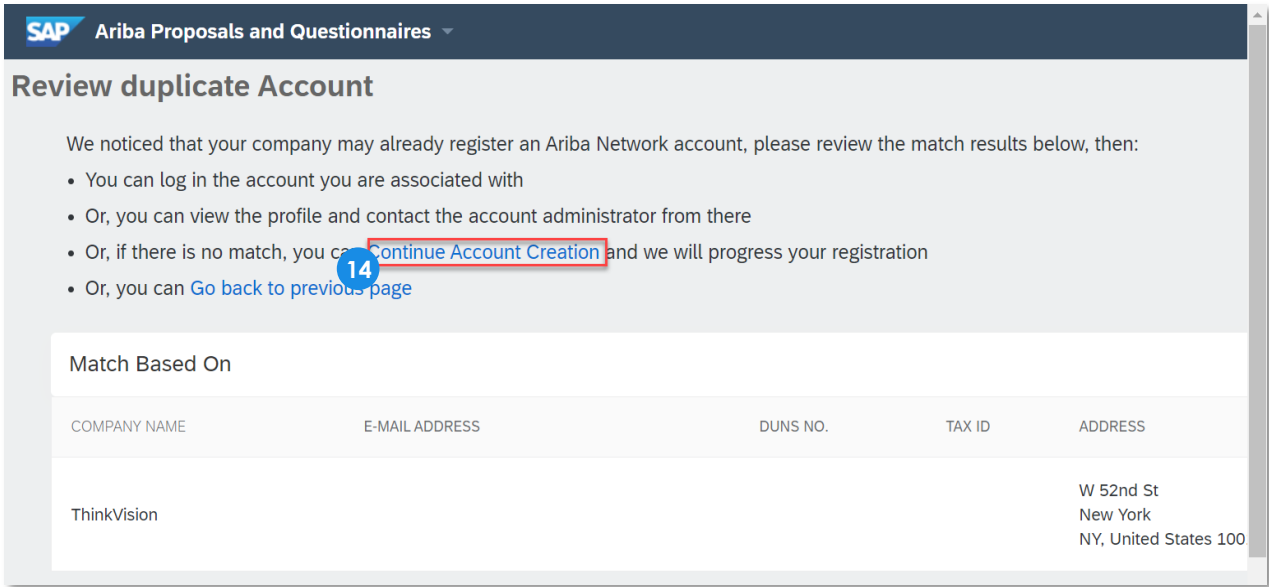 SAP Ariba Proposals and Questionnaires
Review duplicate Account
We noticed that your company may already register an Ariba Network account, please review the match results below, then:
• You can log in the account you are associated with
• Or, you can view the profile and contact the account administrator from there
• Or, if there is no match, you can Continue Account Creation and we will progress your registration
14
• Or, you can Go back to previous page
Match Based On
COMPANY NAME E-MAIL ADDRESS DUNS NO. TAX ID ADDRESS
W 52nd St
ThinkVision New York
NY, United States 100